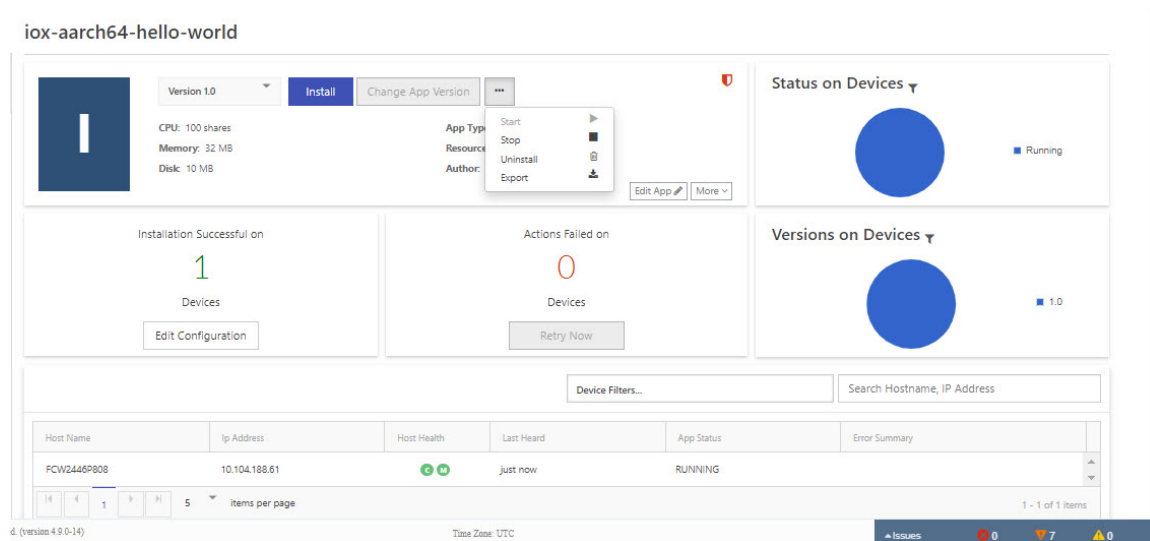 iox-aarch64-hello-world
I
Version 1.0
Install
Change App Version
...
CPU: 100 shares
Memory: 32 MB
Disk: 10 MB
App Typ
Resource
Author:
Start
Stop
Uninstall
Export
Edit App
More
Status on Devices
Running
Installation Successful on
1
Devices
Edit Configuration
Actions Failed on
0
Devices
Retry Now
Versions on Devices
1.0
Device Filters...
Search Hostname, IP Address
Host Name Ip Address Host Health Last Heard App Status Error Summary
FCW2446P808 10.104.188.61 C M just now RUNNING
1 5 items per page 1 - 1 of 1 items
d. (version 4.9.0-14) Time Zone: UTC Issues 0 7 0